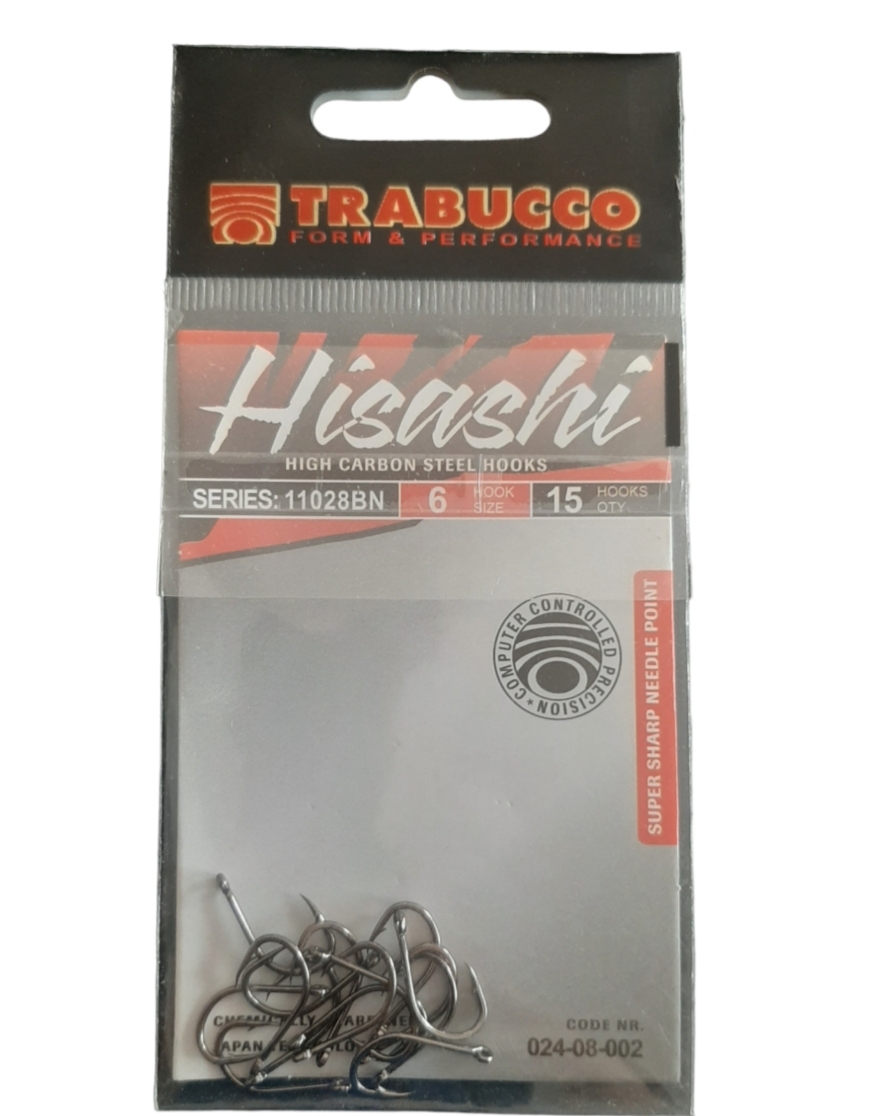 TRABUCCO
FORM & PERFORMANCE
Hisashi
HIGH CARBON STEEL HOOKS
SERIES: 11028BN 6 HOOK SIZE 15 HOOKS QTY
COMPUTER CONTROLLED PRECISION
SUPER SHARP NEEDLE POINT
CODE NR.
024-08-002